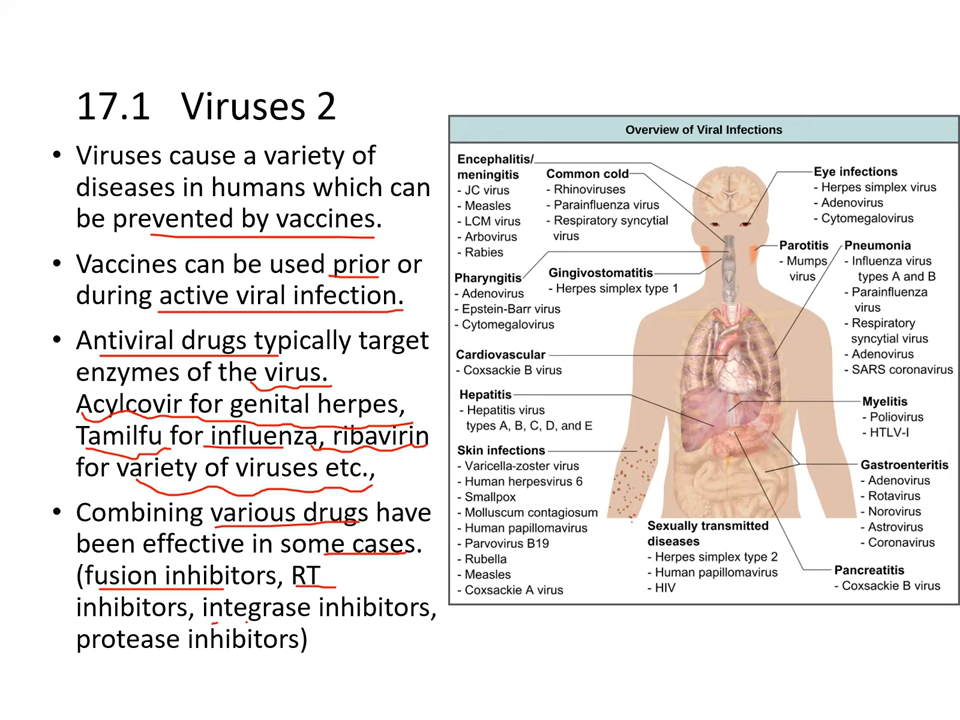 17.1 Viruses 2
• Viruses cause a variety of
diseases in humans which can
be prevented by vaccines.
• Vaccines can be used prior or
during active viral infection.
• Antiviral drugs typically target
enzymes of the virus.
Acylcovir for genital herpes,
Tamilfu for influenza, ribavirin
for variety of viruses etc.,
• Combining various drugs have
been effective in some cases.
(fusion inhibitors, RT
inhibitors, integrase inhibitors,
protease inhibitors)
Overview of Viral Infections
Encephalitis/
meningitis
- JC virus
- Measles
- LCM virus
- Arbovirus
- Rabies
Common cold
- Rhinoviruses
- Parainfluenza virus
- Respiratory syncytial
virus
Eye infections
- Herpes simplex virus
- Adenovirus
- Cytomegalovirus
Pharyngitis
- Adenovirus
- Epstein-Barr virus
- Cytomegalovirus
Gingivostomatitis
- Herpes simplex type 1
Parotitis
- Mumps
virus
Pneumonia
- Influenza virus
types A and B
- Parainfluenza
virus
- Respiratory
syncytial virus
- Adenovirus
- SARS coronavirus
Cardiovascular
- Coxsackie B virus
Hepatitis
- Hepatitis virus
types A, B, C, D, and E
Myelitis
- Poliovirus
- HTLV-I
Skin infections
- Varicella-zoster virus
- Human herpesvirus 6
- Smallpox
- Molluscum contagiosum
- Human papillomavirus
- Parvovirus B19
- Rubella
- Measles
- Coxsackie A virus
Gastroenteritis
- Adenovirus
- Rotavirus
- Norovirus
- Astrovirus
- Coronavirus
Sexually transmitted
diseases
- Herpes simplex type 2
- Human papillomavirus
- HIV
Pancreatitis
- Coxsackie B virus